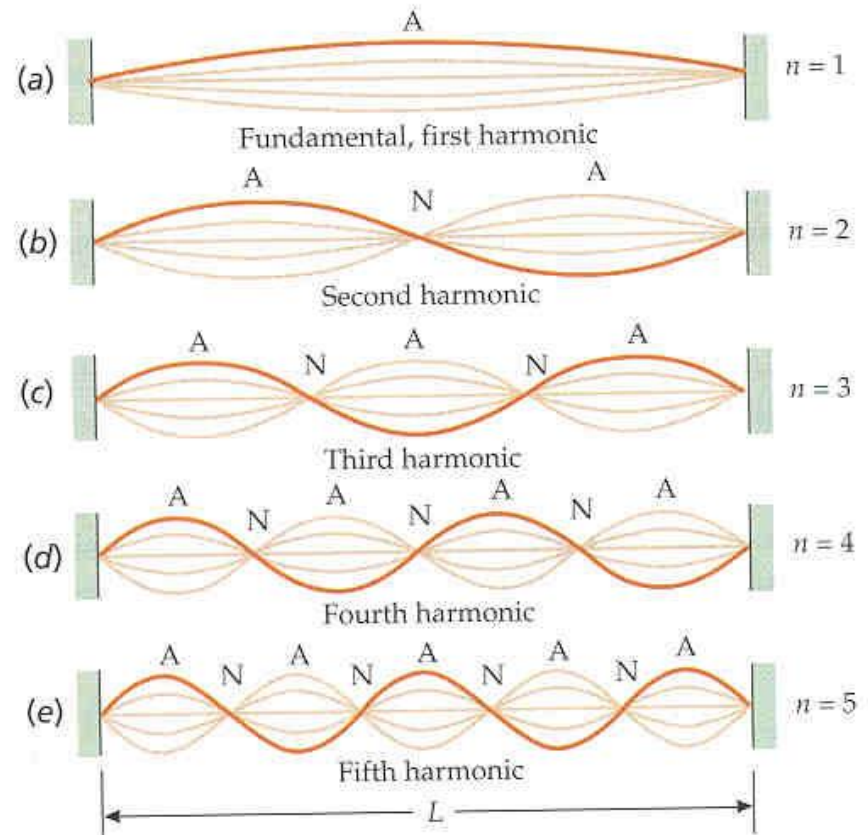 A
(a) n = 1
Fundamental, first harmonic
A N A
(b) n = 2
Second harmonic
A N A N A
(c) n = 3
Third harmonic
A N A N A N A
(d) n = 4
Fourth harmonic
A N A N A N A N A
(e) n = 5
Fifth harmonic
L